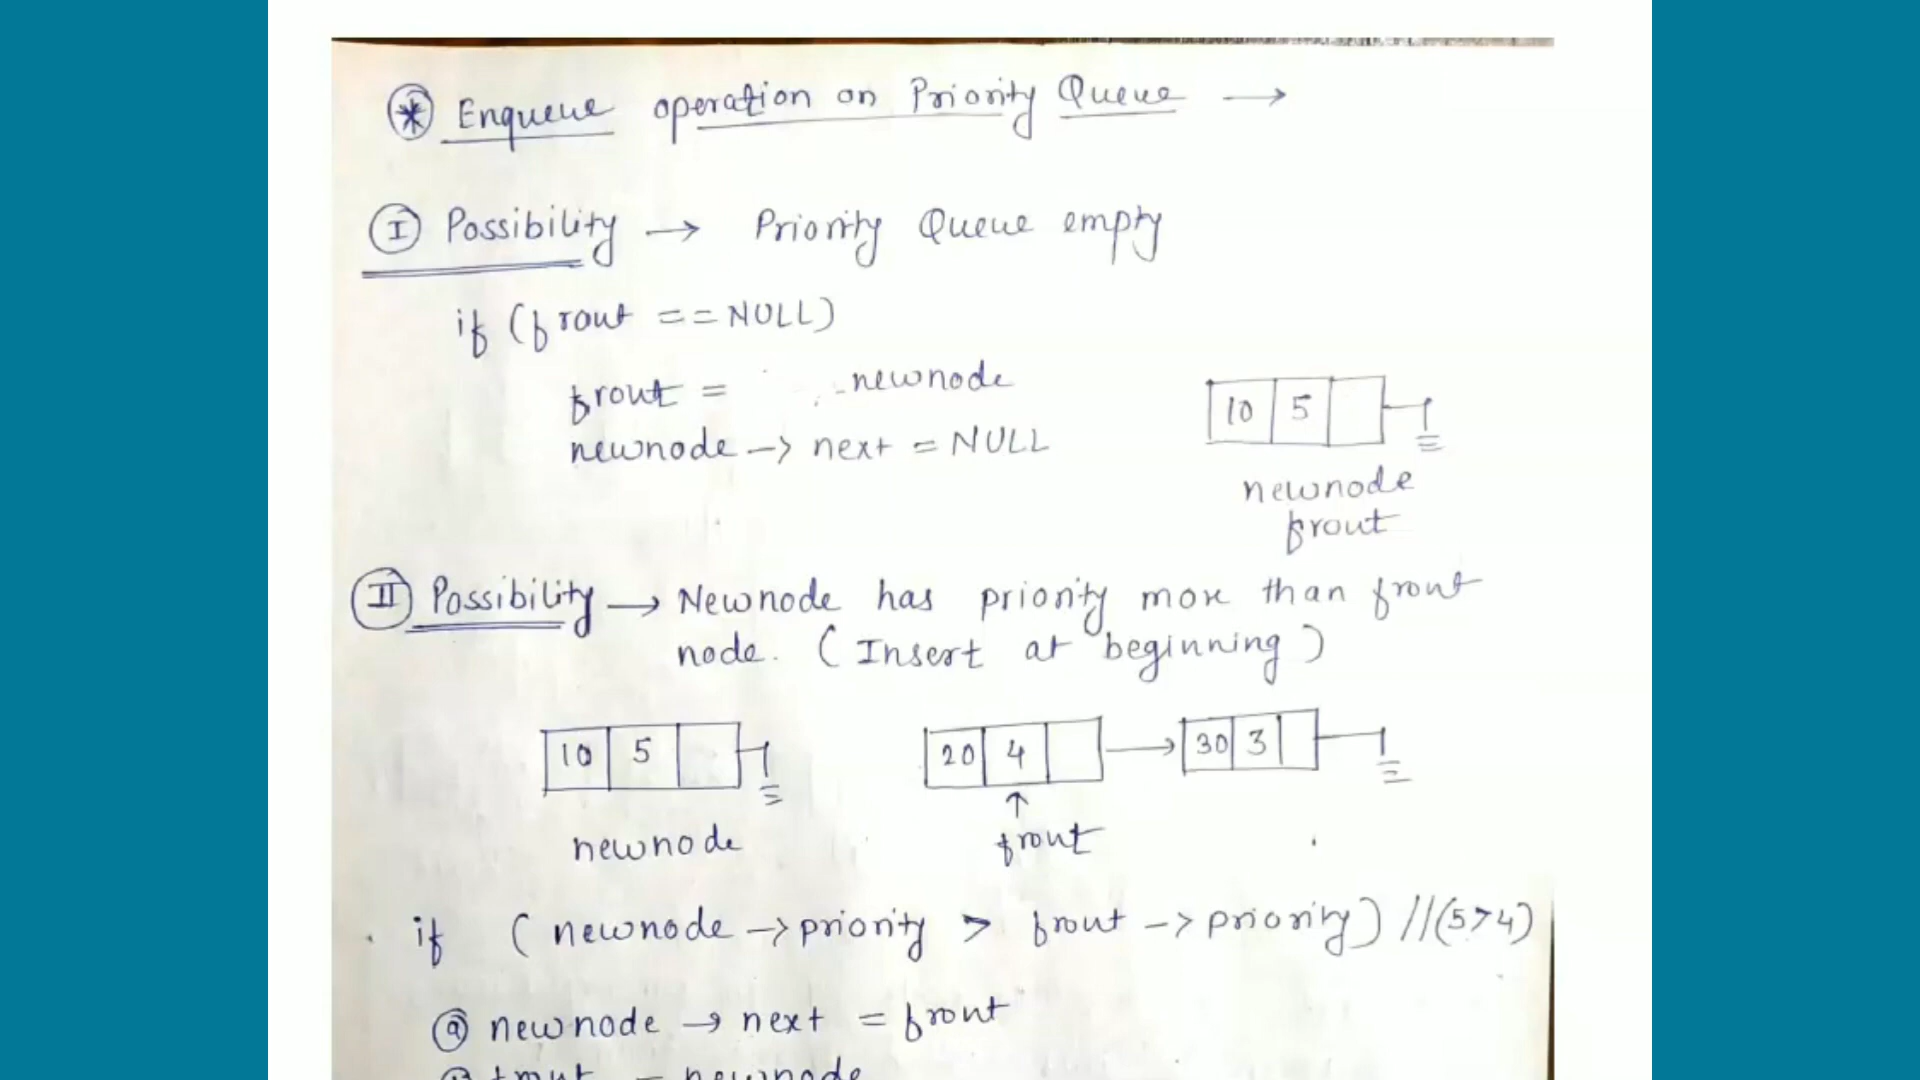 * Enqueue operation on Priority Queue →
I Possibility → Priority Queue empty
if (front == NULL)
front = newnode
newnode -> next = NULL
10 5
newnode
front
II Possibility → Newnode has priority more than front
node. (Insert at beginning)
10 5
newnode
20 4 → 30 3
↑
front
if (newnode -> priority > front -> priority) //(5>4)
a newnode → next = front
front = newnode